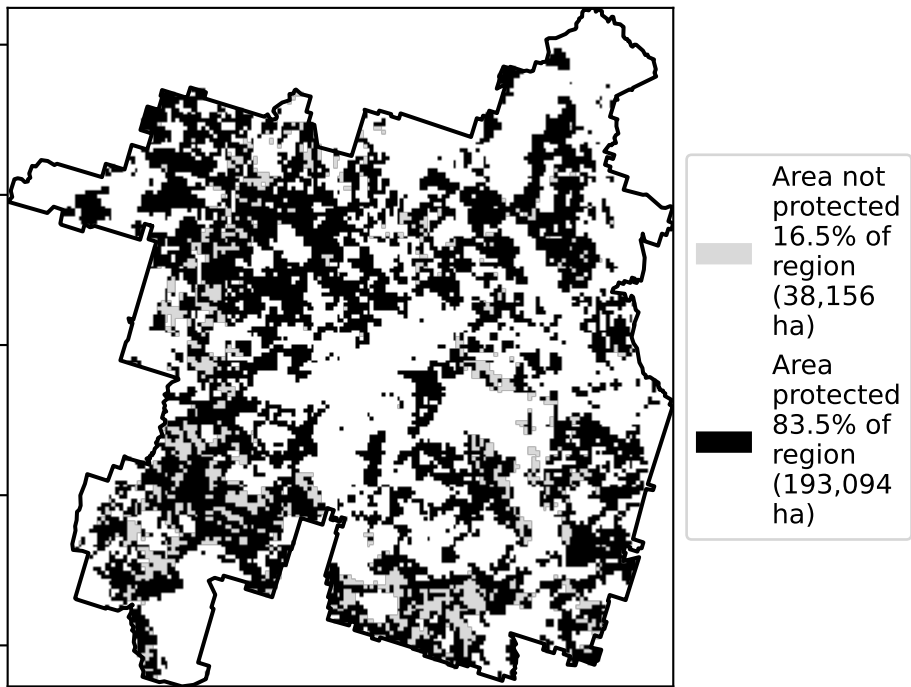 Area not
protected
16.5% of
region
(38,156
ha)
Area
protected
83.5% of
region
(193,094
ha)